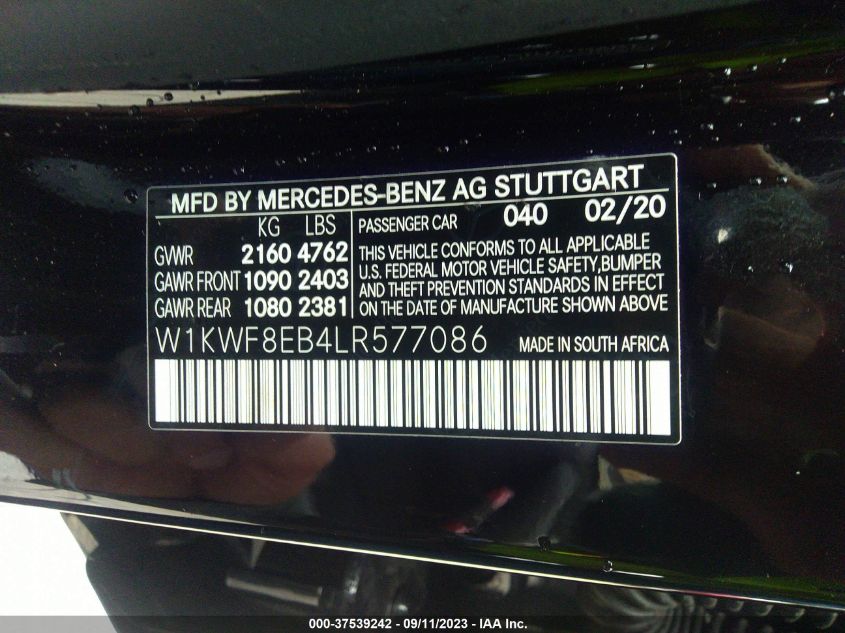 MFD BY MERCEDES-BENZ AG STUTTGART
KG LBS
GVWR 2160 4762
GAWR FRONT 1090 2403
GAWR REAR 1080 2381
PASSENGER CAR 040 02/20
THIS VEHICLE CONFORMS TO ALL APPLICABLE
U.S. FEDERAL MOTOR VEHICLE SAFETY,BUMPER
AND THEFT PREVENTION STANDARDS IN EFFECT
ON THE DATE OF MANUFACTURE SHOWN ABOVE
W1KWF8EB4LR577086 MADE IN SOUTH AFRICA
000-37539242 - 09/11/2023 - IAA Inc.